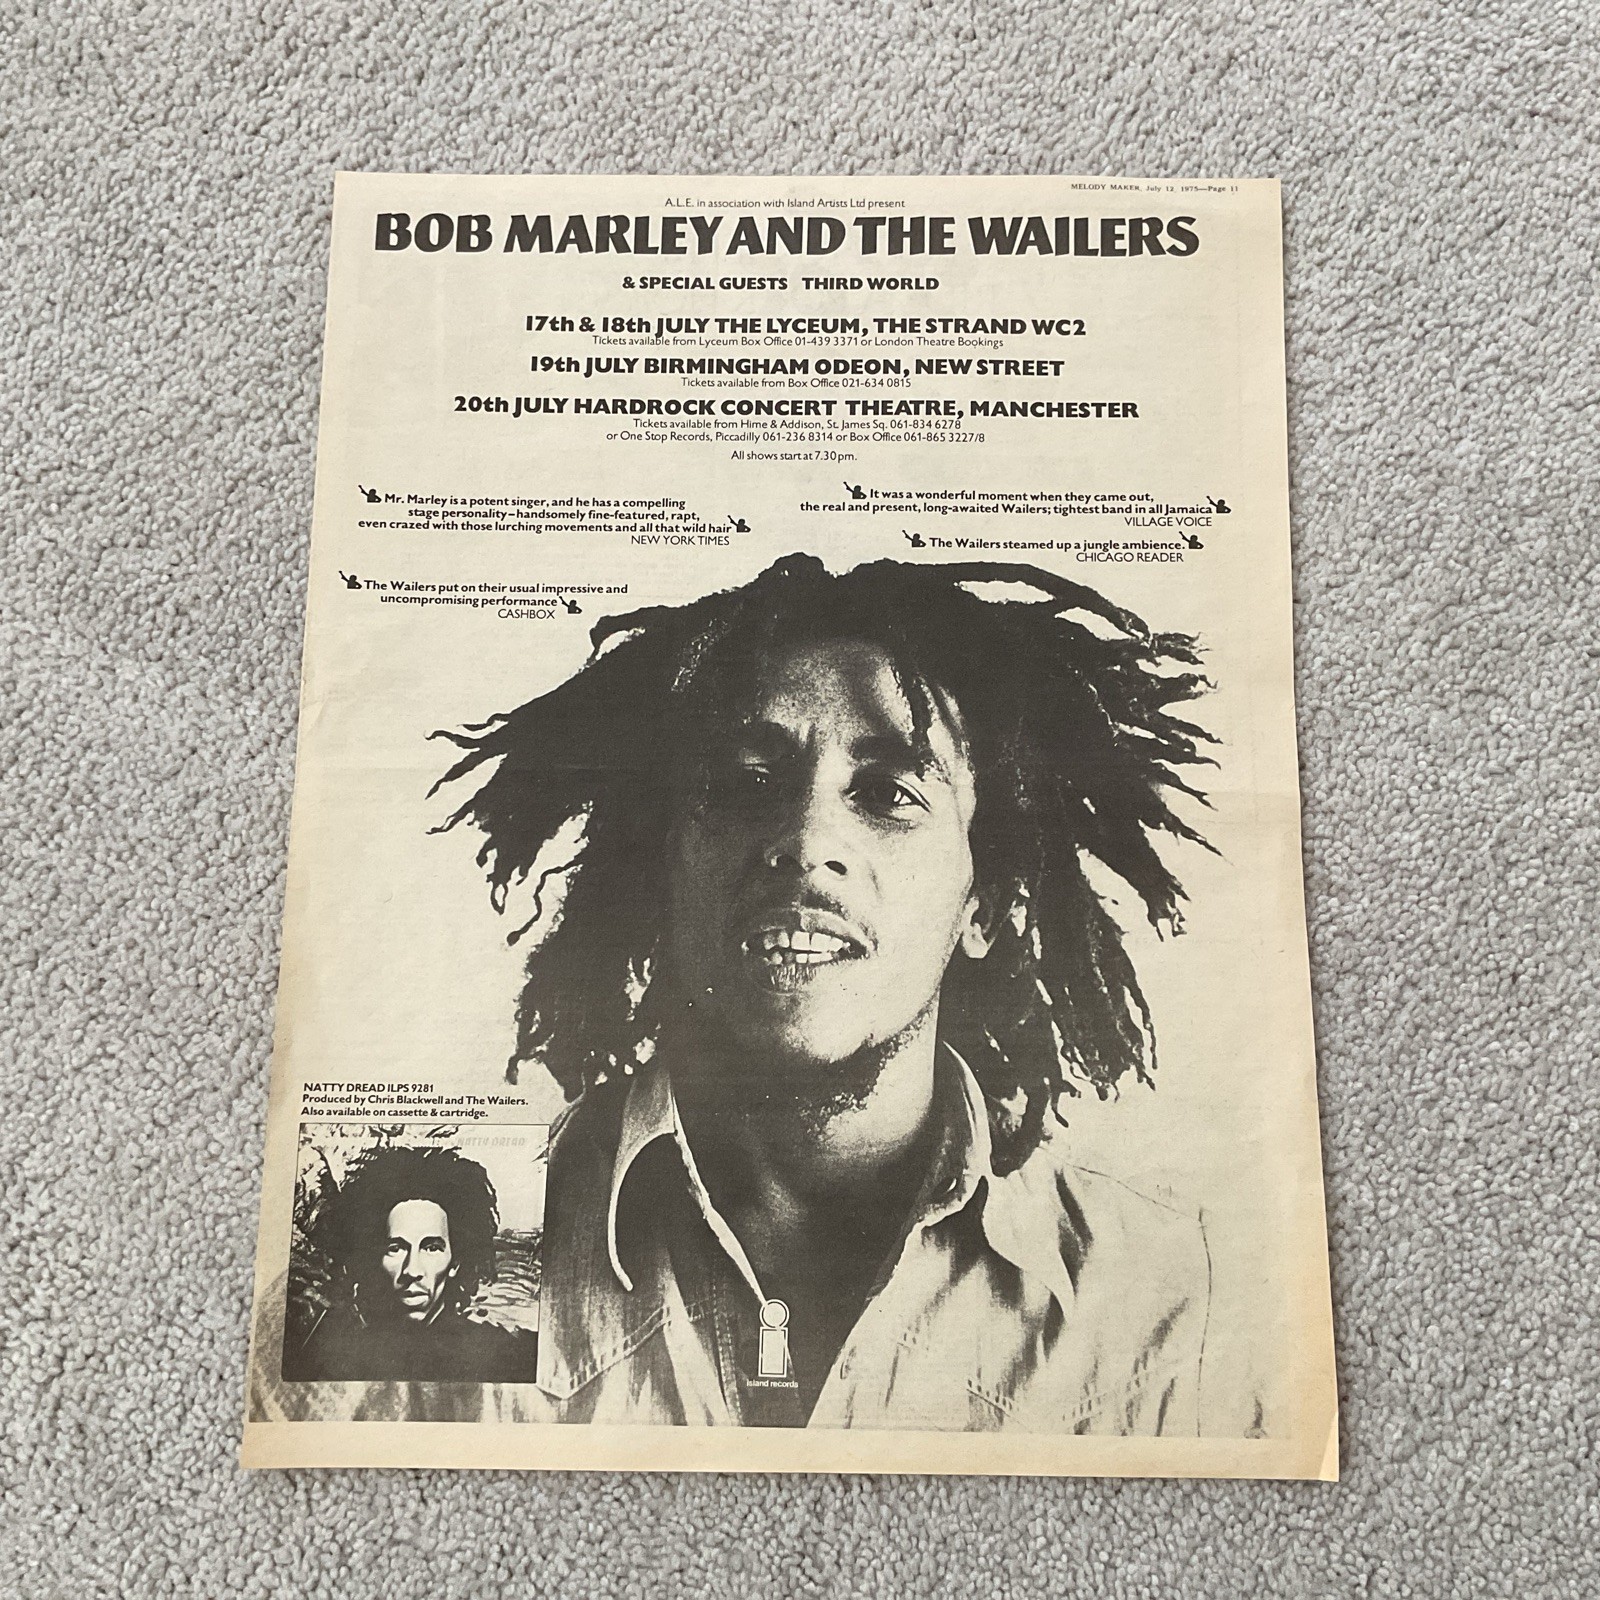 MELODY MAKER, July 12, 1975—Page 11
A.L.E. in association with Island Artists Ltd present
BOB MARLEY AND THE WAILERS
& SPECIAL GUESTS THIRD WORLD
17th & 18th JULY THE LYCEUM, THE STRAND WC2
Tickets available from Lyceum Box Office 01-439 3371 or London Theatre Bookings
19th JULY BIRMINGHAM ODEON, NEW STREET
Tickets available from Box Office 021-634 0815
20th JULY HARDROCK CONCERT THEATRE, MANCHESTER
Tickets available from Hime & Addison, St. James Sq. 061-834 6278
or One Stop Records, Piccadilly 061-236 8314 or Box Office 061-865 3227/8
All shows start at 7.30pm.
Mr. Marley is a potent singer, and he has a compelling
stage personality–handsomely fine-featured, rapt,
even crazed with those lurching movements and all that wild hair
NEW YORK TIMES
It was a wonderful moment when they came out,
the real and present, long-awaited Wailers; tightest band in all Jamaica
VILLAGE VOICE
The Wailers steamed up a jungle ambience.
CHICAGO READER
The Wailers put on their usual impressive and
uncompromising performance
CASHBOX
NATTY DREAD ILPS 9281
Produced by Chris Blackwell and The Wailers.
Also available on cassette & cartridge.
NATTY DREAD
island records